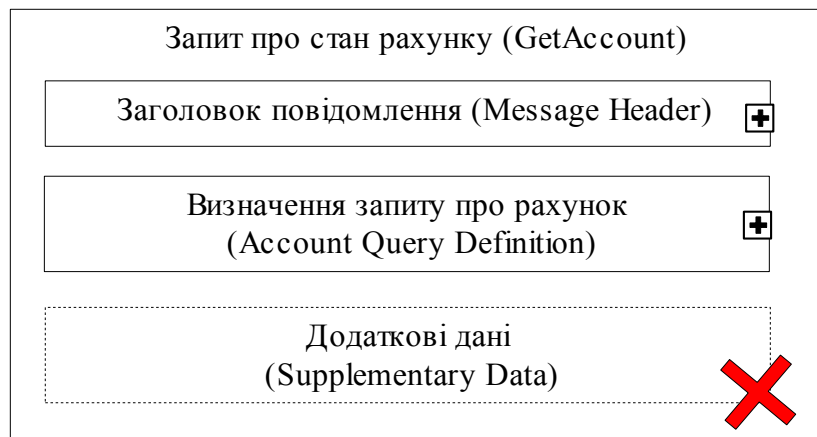 Запит про стан рахунку (GetAccount)
Заголовок повідомлення (Message Header)
Визначення запиту про рахунок
(Account Query Definition)
Додаткові дані
(Supplementary Data)